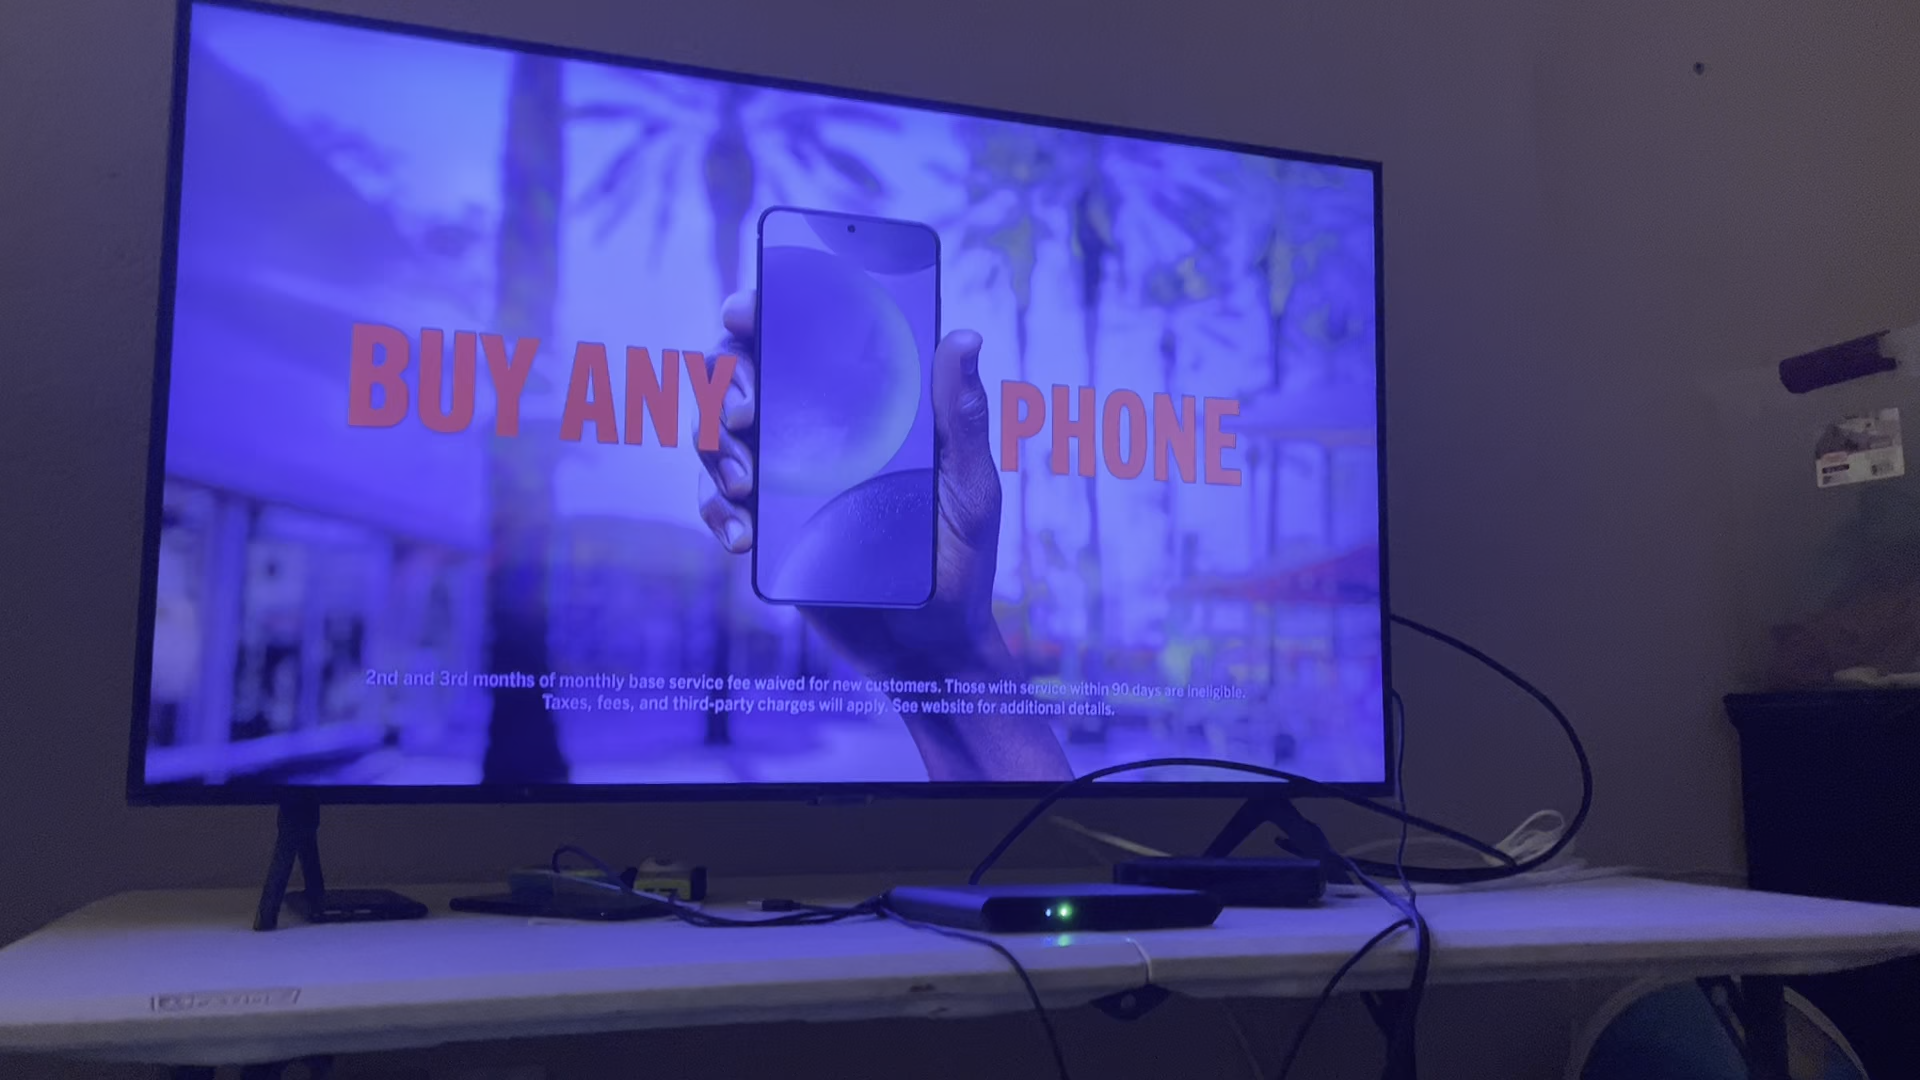 BUY ANY PHONE
2nd and 3rd months of monthly base service fee waived for new customers. Those with service within 90 days are ineligible.
Taxes, fees, and third-party charges will apply. See website for additional details.